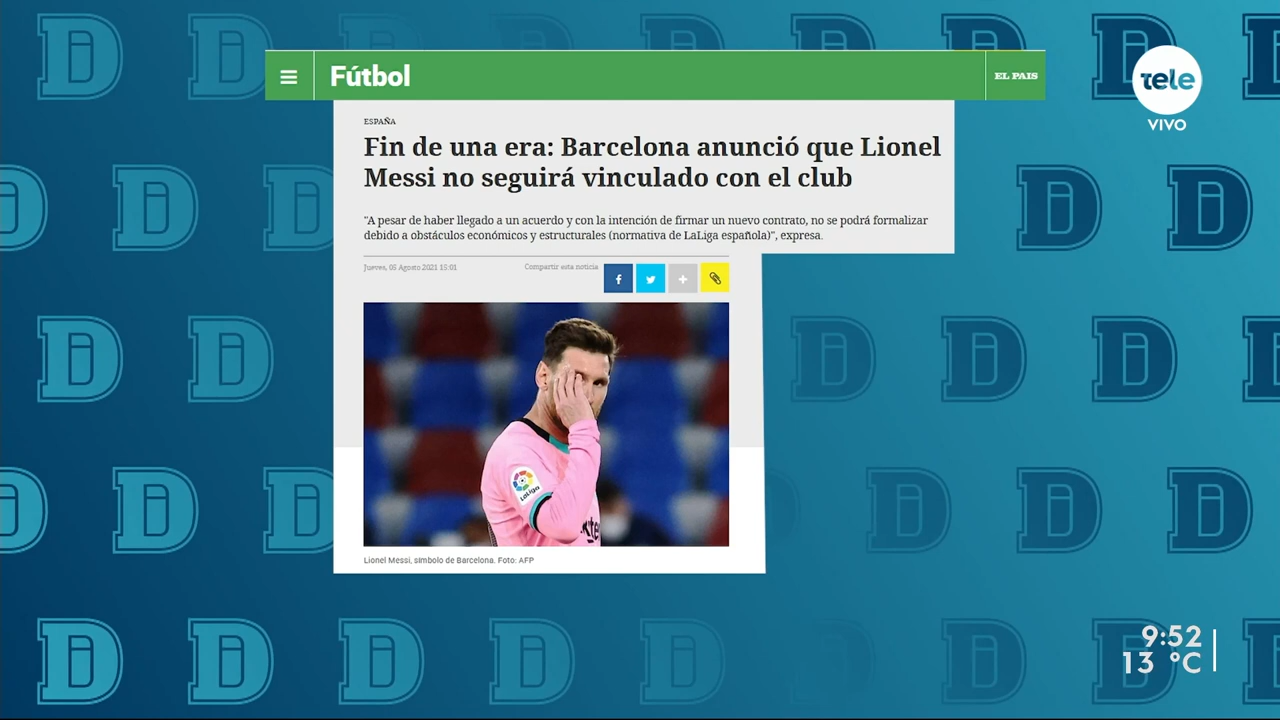 Fútbol
EL PAIS
tele
VIVO
ESPAÑA
Fin de una era: Barcelona anunció que Lionel
Messi no seguirá vinculado con el club
"A pesar de haber llegado a un acuerdo y con la intención de firmar un nuevo contrato, no se podrá formalizar
debido a obstáculos económicos y estructurales (normativa de LaLiga española)", expresa.
Jueves, 05 Agosto 2021 15:01
Compartir esta noticia
LaLiga
Lionel Messi, símbolo de Barcelona. Foto: AFP
9:52
13 °C